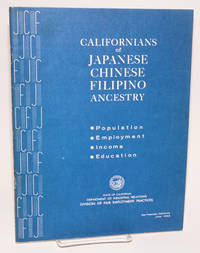 CALIFORNIANS
of
JAPANESE
CHINESE
FILIPINO
ANCESTRY
Population
Employment
Income
Education
STATE OF CALIFORNIA
DEPARTMENT OF INDUSTRIAL RELATIONS
DIVISION OF FAIR EMPLOYMENT PRACTICES